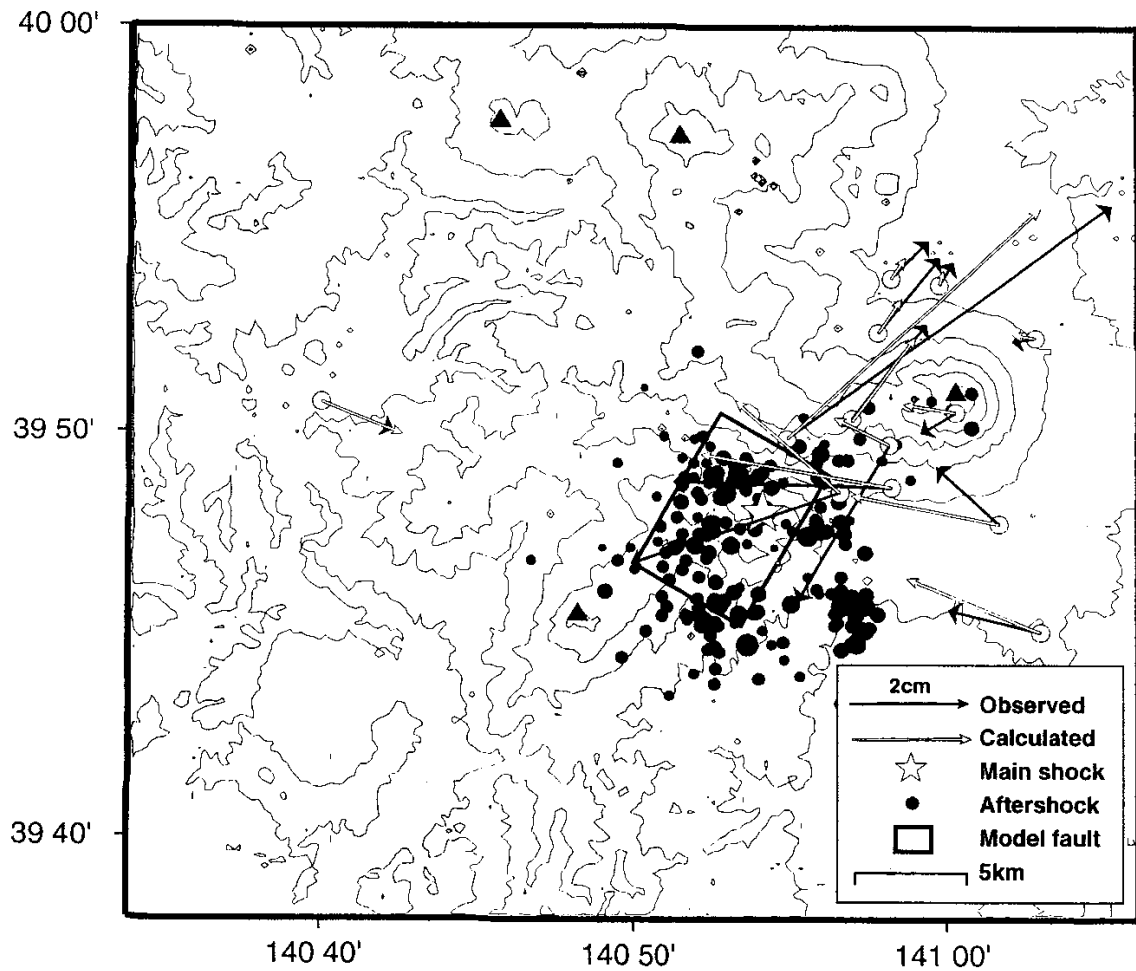 40 00'
39 50'
39 40'
140 40'
140 50'
141 00'
2cm
Observed
Calculated
Main shock
Aftershock
Model fault
5km